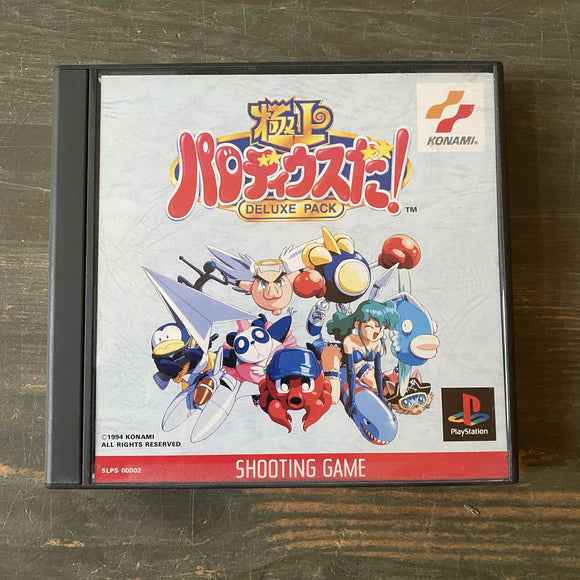 極上
パロディウスだ!
DELUXE PACK
TM
KONAMI®
©1994 KONAMI
ALL RIGHTS RESERVED.
PlayStation
SLPS 00002
SHOOTING GAME